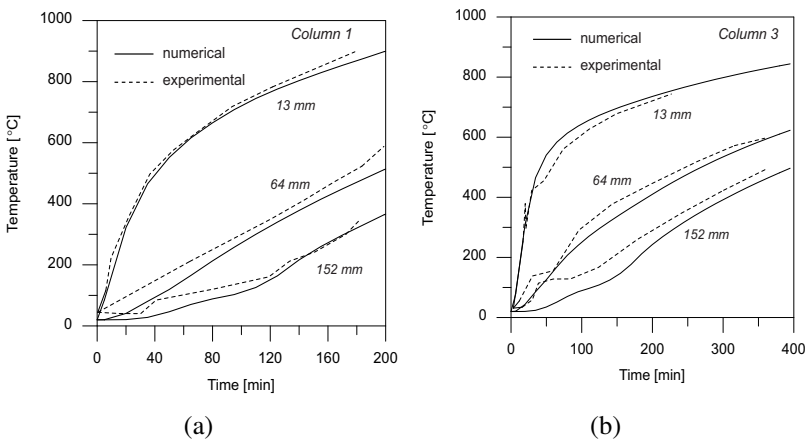 1000
800
600
400
200
0
Temperature [°C]
Column 1
numerical
experimental
13 mm
64 mm
152 mm
0 40 80 120 160 200
Time [min]
(a)
1000
800
600
400
200
0
Temperature [°C]
Column 3
numerical
experimental
13 mm
64 mm
152 mm
0 100 200 300 400
Time [min]
(b)